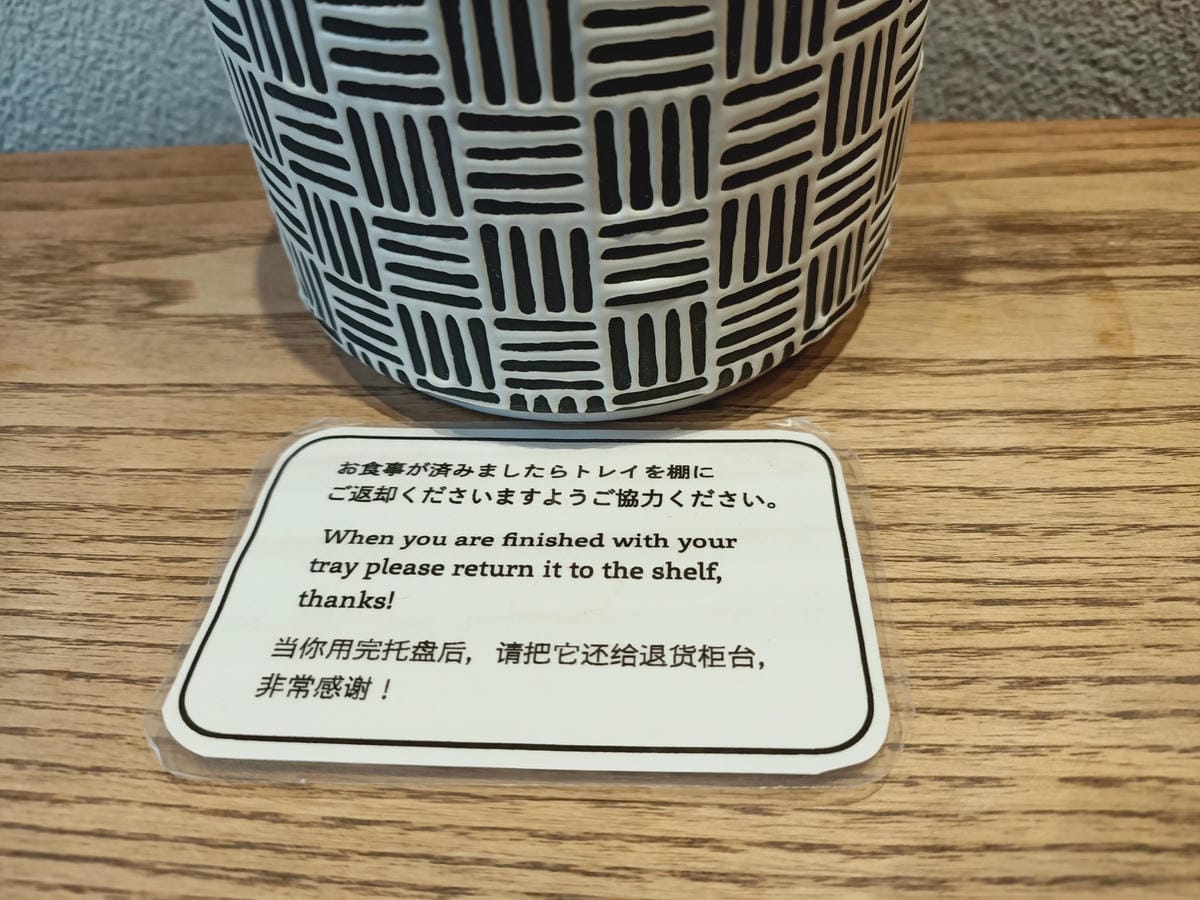 お食事が済みましたらトレイを棚に
ご返却くださいますようご協力ください。
When you are finished with your
tray please return it to the shelf,
thanks!
当你用完托盘后，请把它还给退货柜台，
非常感谢！